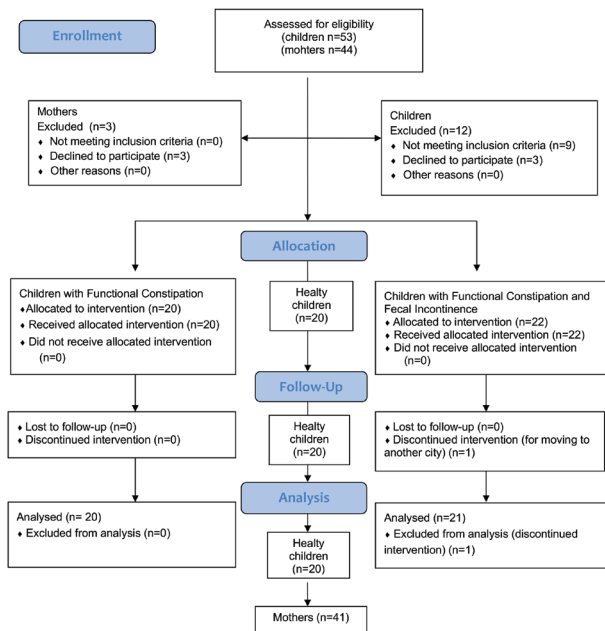 Enrollment
Assessed for eligibility
(children n=53)
(mohters n=44)
Mothers
Excluded (n=3)
♦ Not meeting inclusion criteria (n=0)
♦ Declined to participate (n=3)
♦ Other reasons (n=0)
Children
Excluded (n=12)
♦ Not meeting inclusion criteria (n=9)
♦ Declined to participate (n=3)
♦ Other reasons (n=0)
Allocation
Children with Functional Constipation
♦Allocated to intervention (n=20)
♦ Received allocated intervention (n=20)
♦ Did not receive allocated intervention
(n=0)
Healty
children
(n=20)
Children with Functional Constipation and
Fecal Incontinence
♦ Allocated to intervention (n=22)
♦ Received allocated intervention (n=22)
♦ Did not receive allocated intervention
(n=0)
Follow-Up
♦ Lost to follow-up (n=0)
♦ Discontinued intervention (n=0)
Healty
children
(n=20)
♦ Lost to follow-up (n=0)
♦ Discontinued intervention (for moving to
another city) (n=1)
Analysis
Analysed (n= 20)
♦ Excluded from analysis (n=0)
Healty
children
(n=20)
Analysed (n=21)
♦ Excluded from analysis (discontinued
intervention) (n=1)
Mothers (n=41)